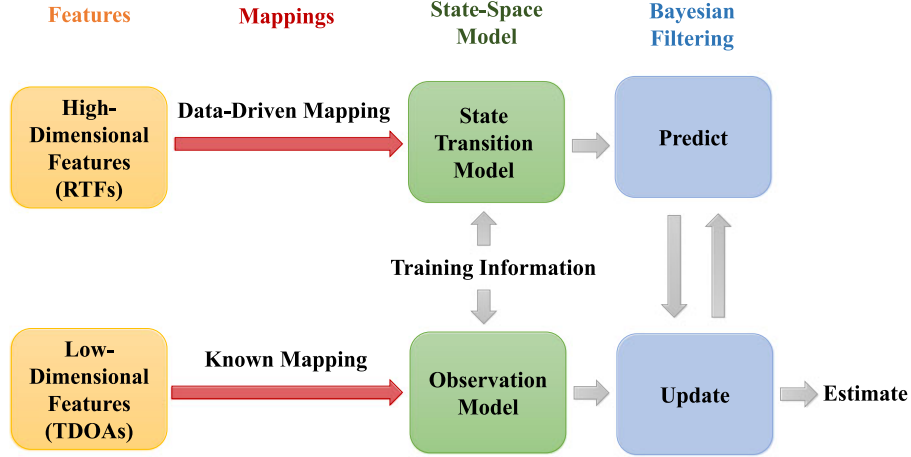 Features
Mappings
State-Space
Model
Bayesian
Filtering
High-
Dimensional
Features
(RTFs)
Data-Driven Mapping
State
Transition
Model
Predict
Training Information
Low-
Dimensional
Features
(TDOAs)
Known Mapping
Observation
Model
Update
Estimate